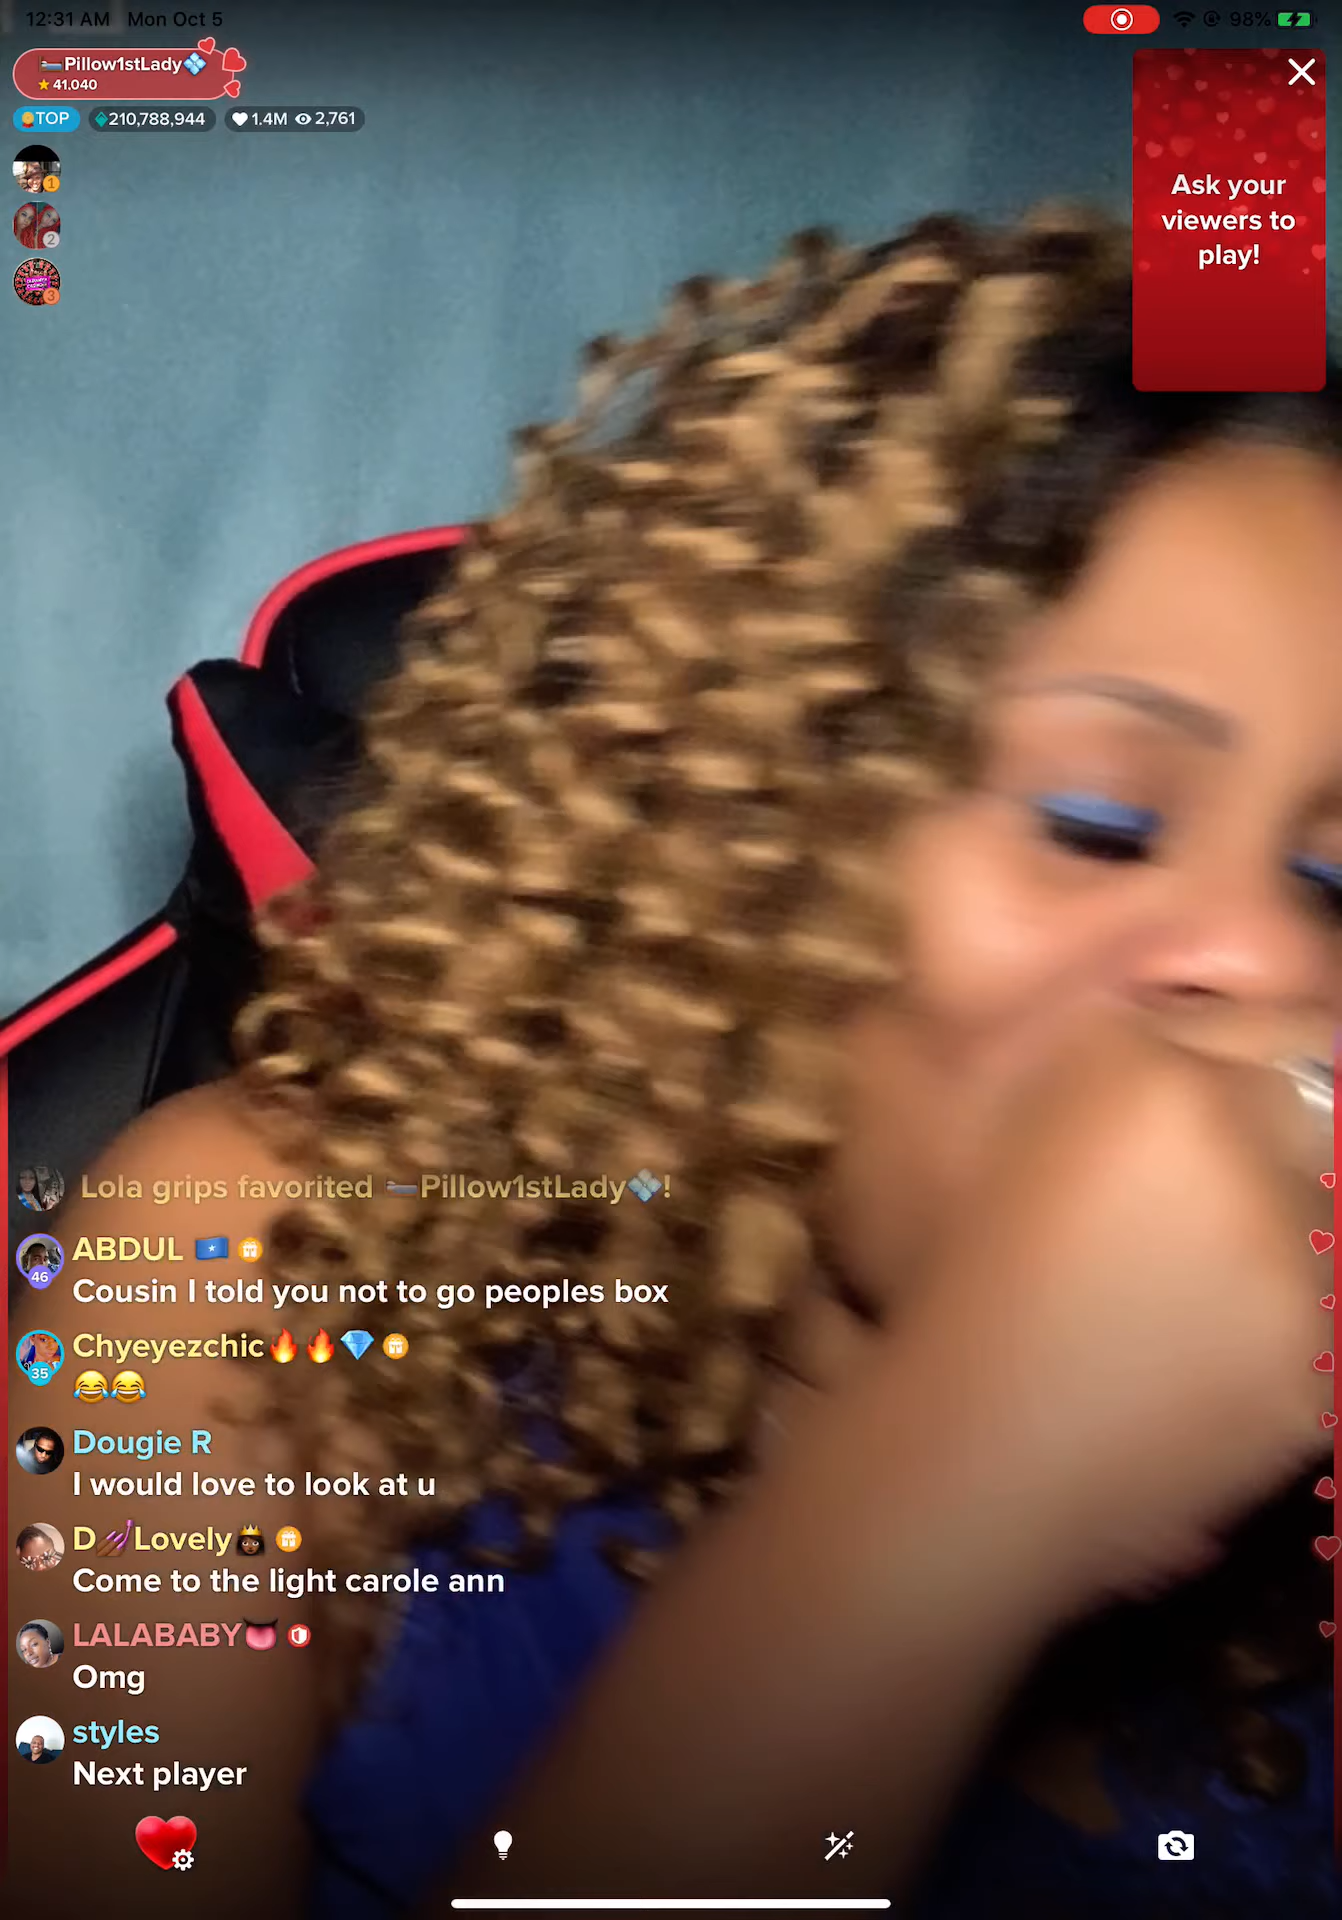 12:31 AM Mon Oct 5
98%
Pillow1stLady
41,040
TOP 210,788,944 1.4M 2,761
1
2
3
Ask your
viewers to
play!
Lola grips favorited Pillow1stLady!
ABDUL
46
Cousin I told you not to go peoples box
Chyeyezchic🔥🔥💎
35
😂😂
Dougie R
I would love to look at u
D💅🏾Lovely👸🏿
Come to the light carole ann
LALABABY👅
Omg
styles
Next player